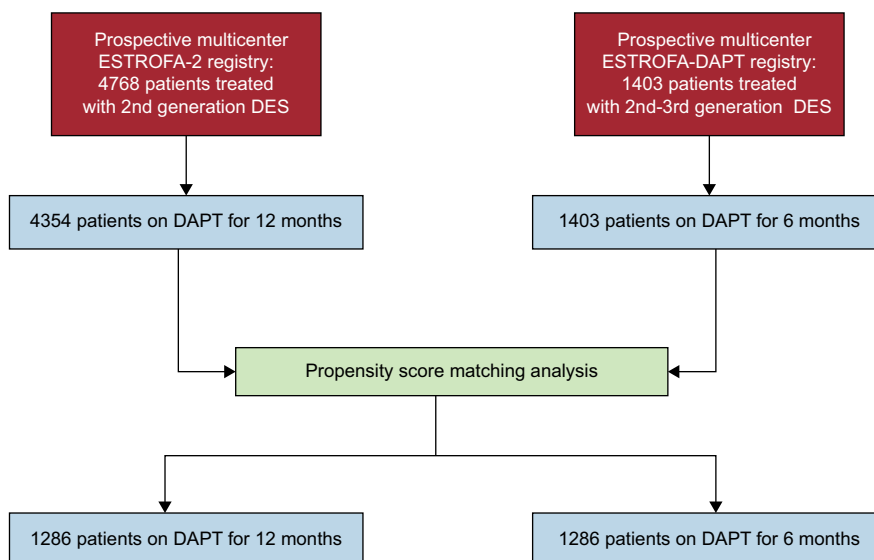 Prospective multicenter
ESTROFA-2 registry:
4768 patients treated
with 2nd generation DES
Prospective multicenter
ESTROFA-DAPT registry:
1403 patients treated
with 2nd-3rd generation DES
4354 patients on DAPT for 12 months
1403 patients on DAPT for 6 months
Propensity score matching analysis
1286 patients on DAPT for 12 months
1286 patients on DAPT for 6 months